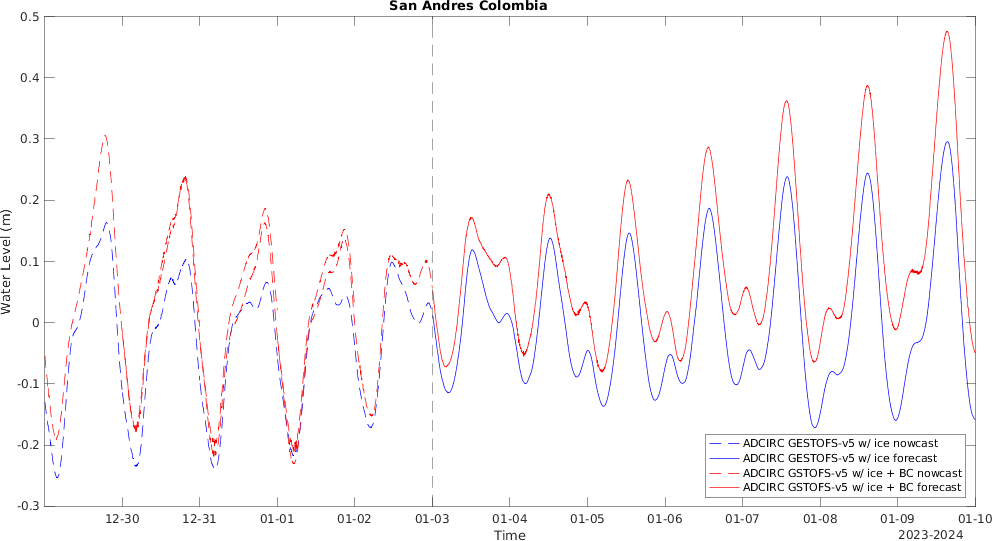 San Andres Colombia
0.5
0.4
0.3
0.2
0.1
0
-0.1
-0.2
-0.3
Water Level (m)
ADCIRC GESTOFS-v5 w/ ice nowcast
ADCIRC GESTOFS-v5 w/ ice forecast
ADCIRC GSTOFS-v5 w/ ice + BC nowcast
ADCIRC GSTOFS-v5 w/ ice + BC forecast
12-30 12-31 01-01 01-02 01-03 01-04 01-05 01-06 01-07 01-08 01-09 01-10
Time
2023-2024